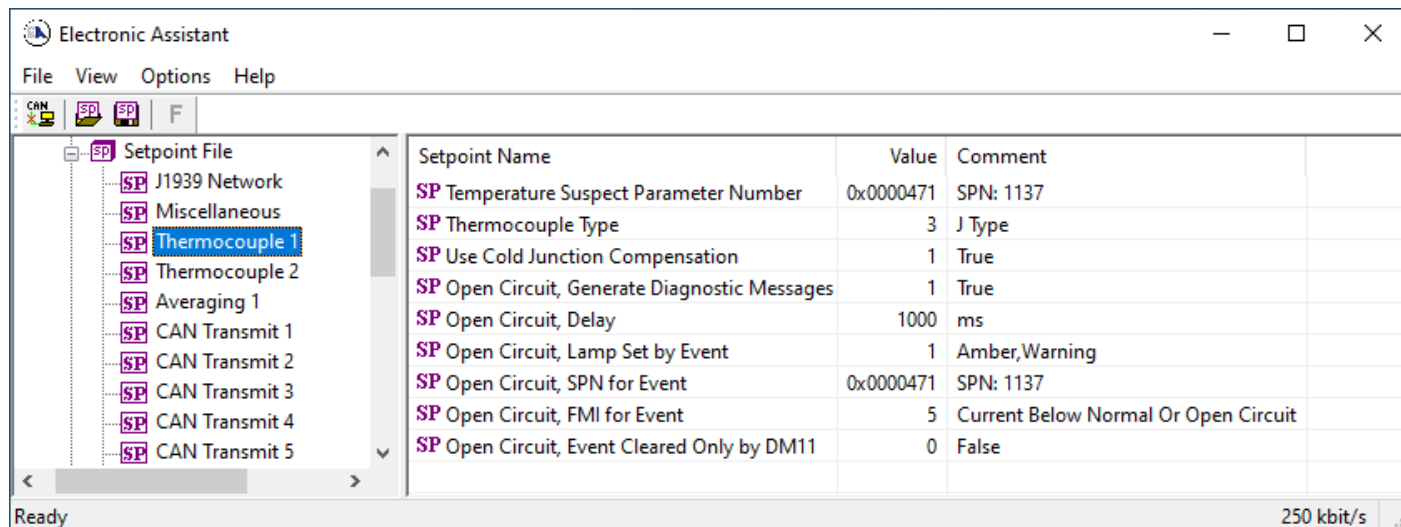 Electronic Assistant
File View Options Help
CAN SP SP F
SP Setpoint File
SP J1939 Network
SP Miscellaneous
SP Thermocouple 1
SP Thermocouple 2
SP Averaging 1
SP CAN Transmit 1
SP CAN Transmit 2
SP CAN Transmit 3
SP CAN Transmit 4
SP CAN Transmit 5
Setpoint Name Value Comment
SP Temperature Suspect Parameter Number 0x0000471 SPN: 1137
SP Thermocouple Type 3 J Type
SP Use Cold Junction Compensation 1 True
SP Open Circuit, Generate Diagnostic Messages 1 True
SP Open Circuit, Delay 1000 ms
SP Open Circuit, Lamp Set by Event 1 Amber,Warning
SP Open Circuit, SPN for Event 0x0000471 SPN: 1137
SP Open Circuit, FMI for Event 5 Current Below Normal Or Open Circuit
SP Open Circuit, Event Cleared Only by DM11 0 False
Ready 250 kbit/s